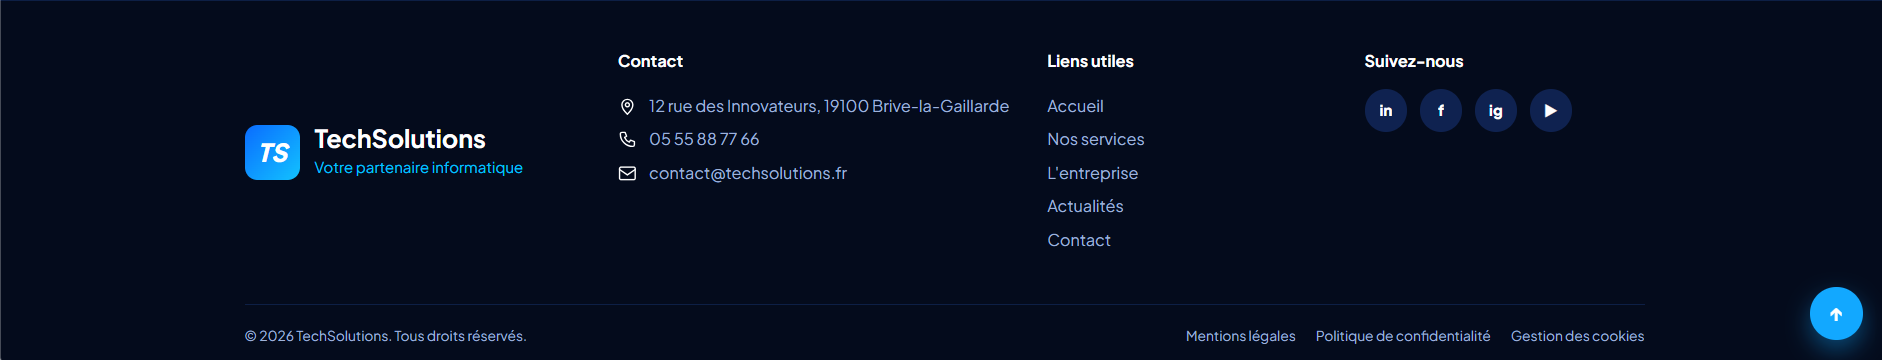 TS
TechSolutions
Votre partenaire informatique
Contact
12 rue des Innovateurs, 19100 Brive-la-Gaillarde
05 55 88 77 66
contact@techsolutions.fr
Liens utiles
Accueil
Nos services
L'entreprise
Actualités
Contact
Suivez-nous
in f ig
© 2026 TechSolutions. Tous droits réservés.
Mentions légales Politique de confidentialité Gestion des cookies